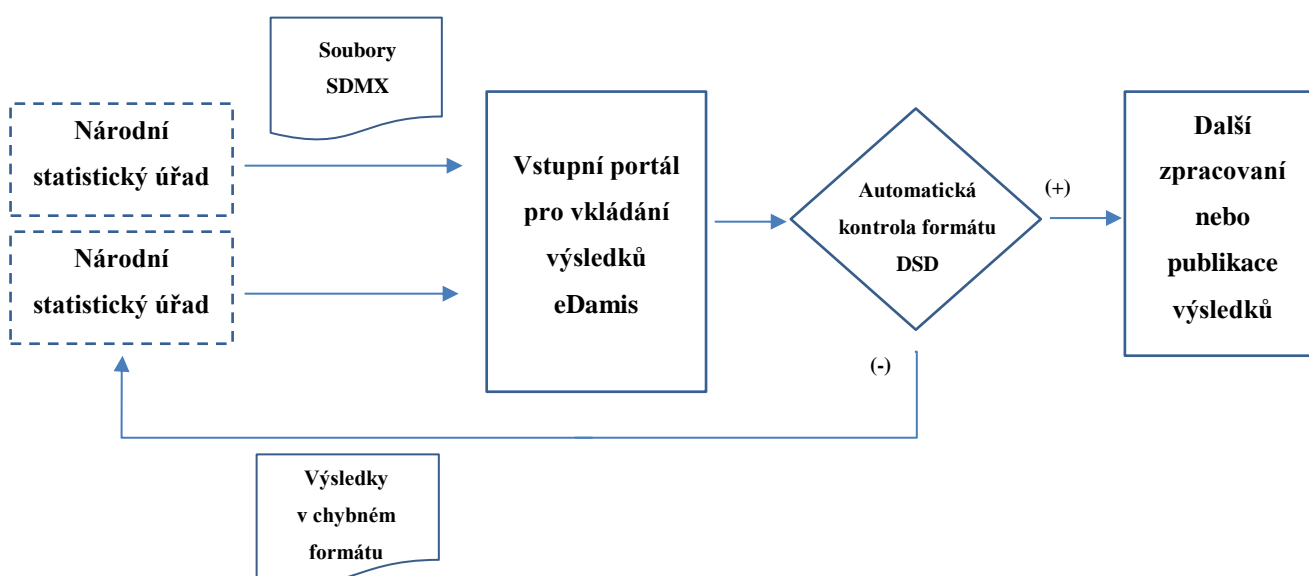 Soubory
SDMX
Národní
statistický úřad
Národní
statistický úřad
Vstupní portál
pro vkládání
výsledků
eDamis
Automatická
kontrola formátu
DSD
(+)
(-)
Další
zpracovaní
nebo
publikace
výsledků
Výsledky
v chybném
formátu